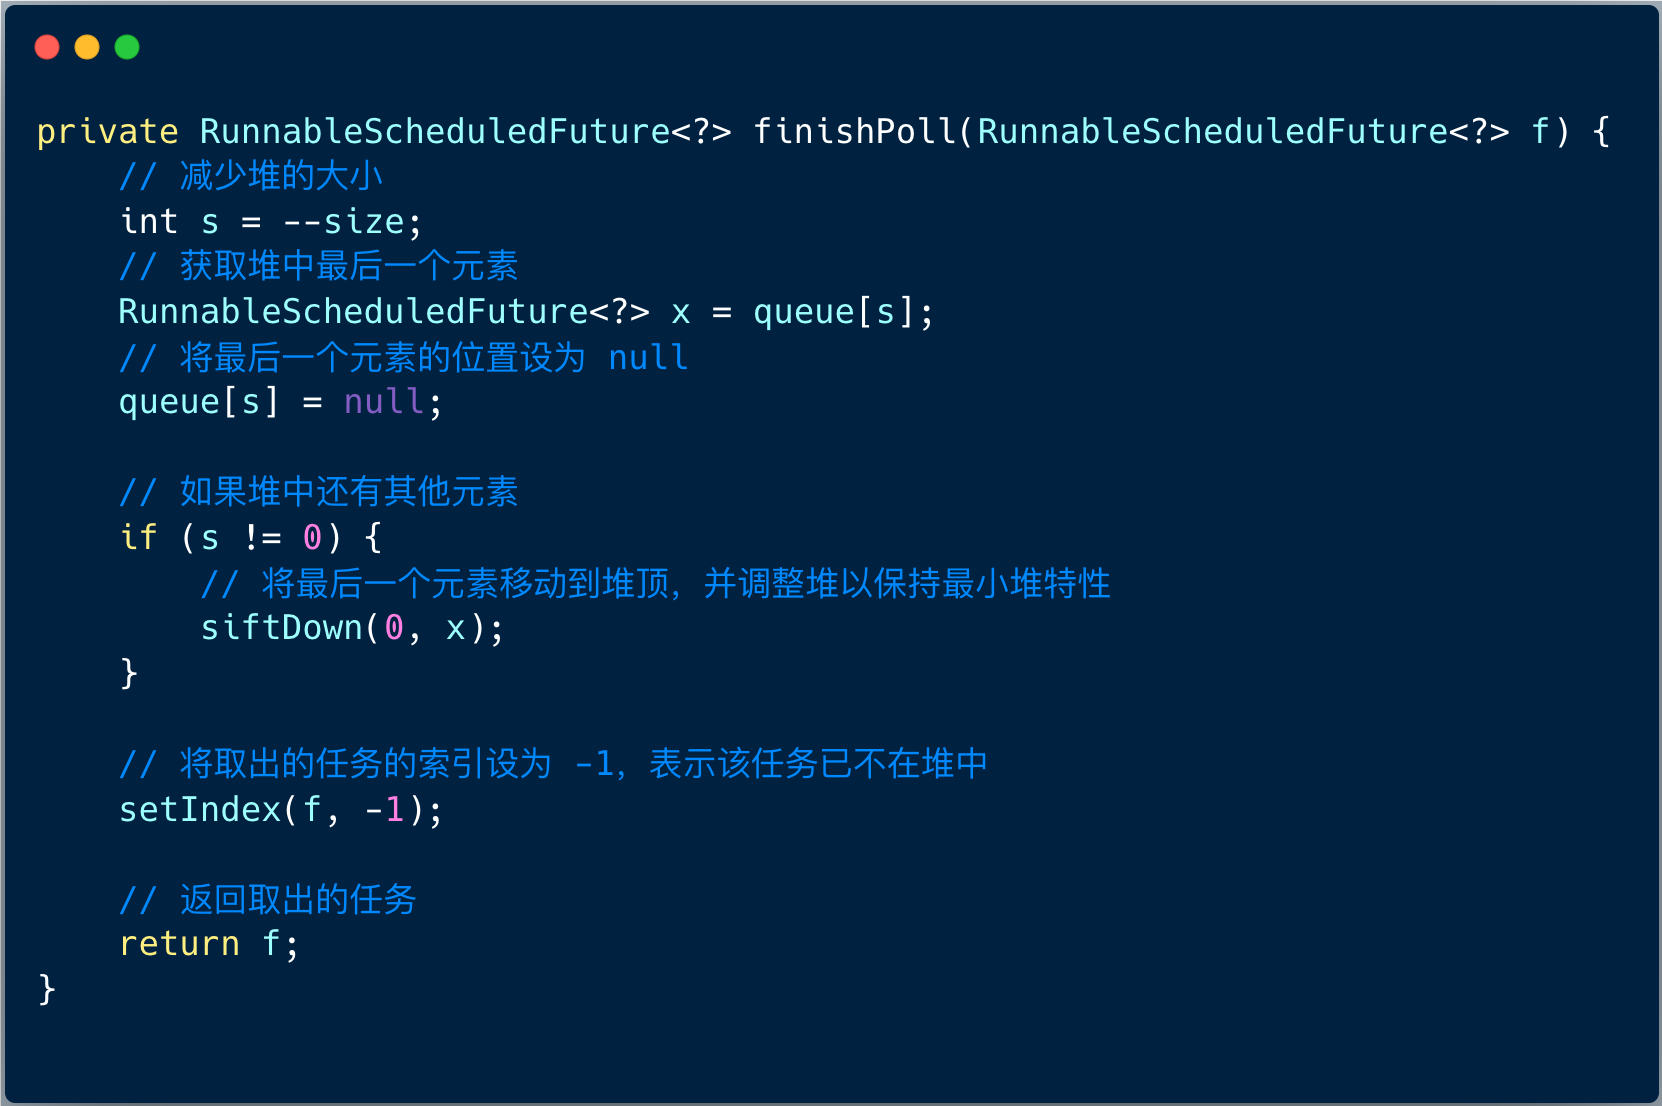 private RunnableScheduledFuture<?> finishPoll(RunnableScheduledFuture<?> f) {
    // 减少堆的大小
    int s = --size;
    // 获取堆中最后一个元素
    RunnableScheduledFuture<?> x = queue[s];
    // 将最后一个元素的位置设为 null
    queue[s] = null;
    // 如果堆中还有其他元素
    if (s != 0) {
        // 将最后一个元素移动到堆顶，并调整堆以保持最小堆特性
        siftDown(0, x);
    }
    // 将取出的任务的索引设为 -1，表示该任务已不在堆中
    setIndex(f, -1);
    // 返回取出的任务
    return f;
}